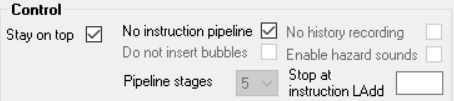 Control
Stay on top No instruction pipeline No history recording
Do not insert bubbles Enable hazard sounds
Pipeline stages 5 Stop at
instruction LAdd